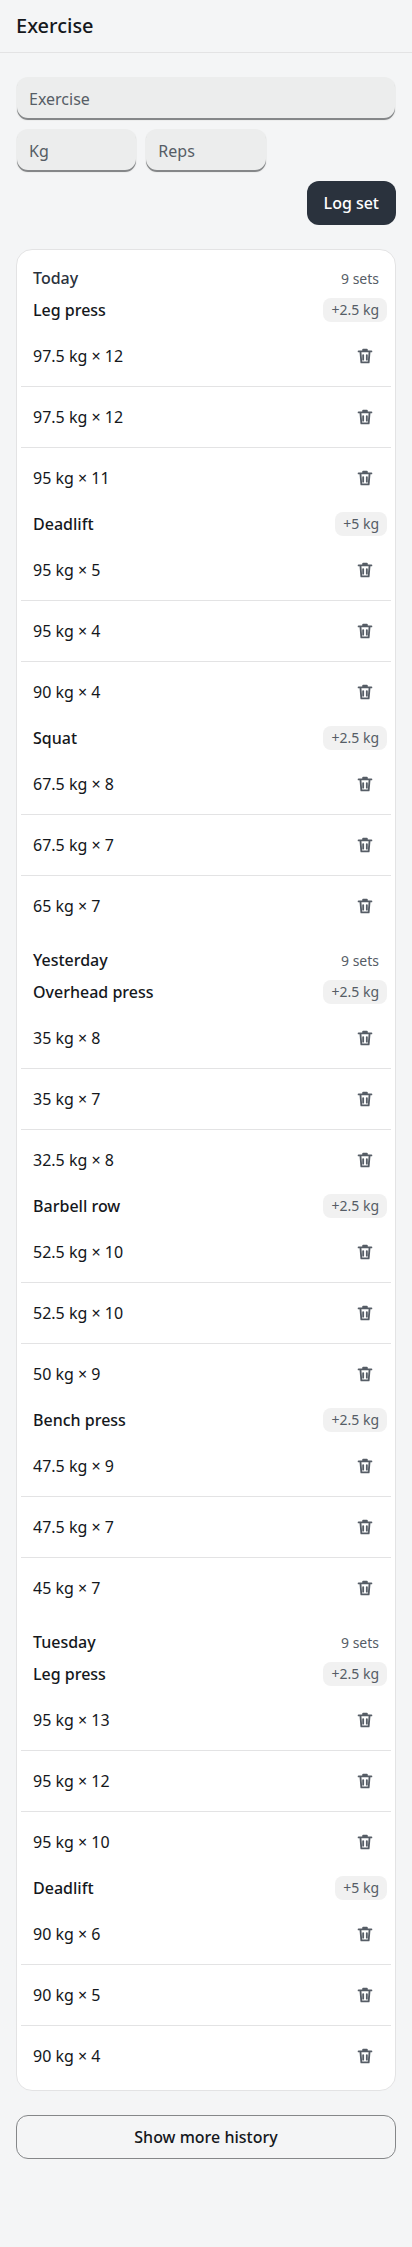 Exercise
Exercise
Kg Reps
Log set
Today 9 sets
Leg press +2.5 kg
97.5 kg × 12
97.5 kg × 12
95 kg × 11
Deadlift +5 kg
95 kg × 5
95 kg × 4
90 kg × 4
Squat +2.5 kg
67.5 kg × 8
67.5 kg × 7
65 kg × 7
Yesterday 9 sets
Overhead press +2.5 kg
35 kg × 8
35 kg × 7
32.5 kg × 8
Barbell row +2.5 kg
52.5 kg × 10
52.5 kg × 10
50 kg × 9
Bench press +2.5 kg
47.5 kg × 9
47.5 kg × 7
45 kg × 7
Tuesday 9 sets
Leg press +2.5 kg
95 kg × 13
95 kg × 12
95 kg × 10
Deadlift +5 kg
90 kg × 6
90 kg × 5
90 kg × 4
Show more history